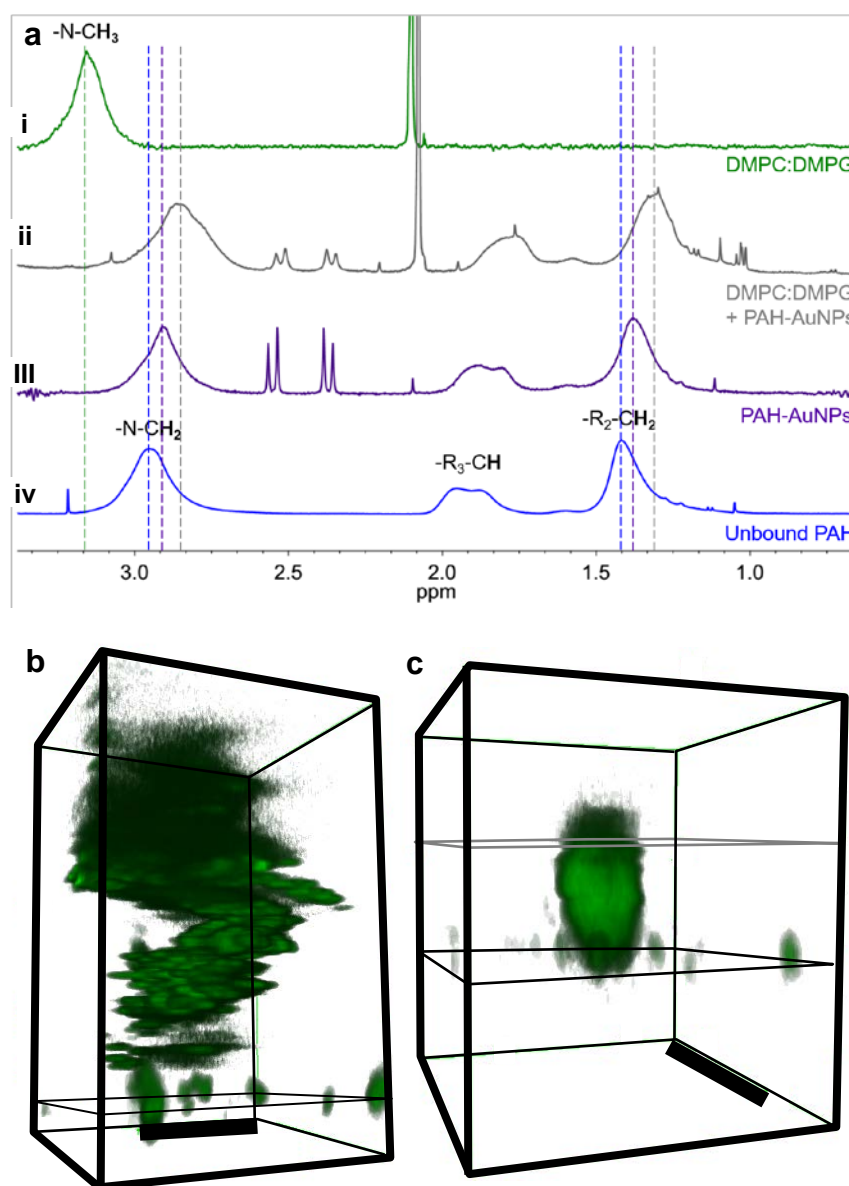 a
-N-CH₃
i
DMPC:DMPG
ii
DMPC:DMPG
+ PAH-AuNPs
III
PAH-AuNPs
-N-CH₂
-R₂-CH₂
-R₃-CH
iv
Unbound PAH
3.0 2.5 2.0 1.5 1.0
ppm
b
c